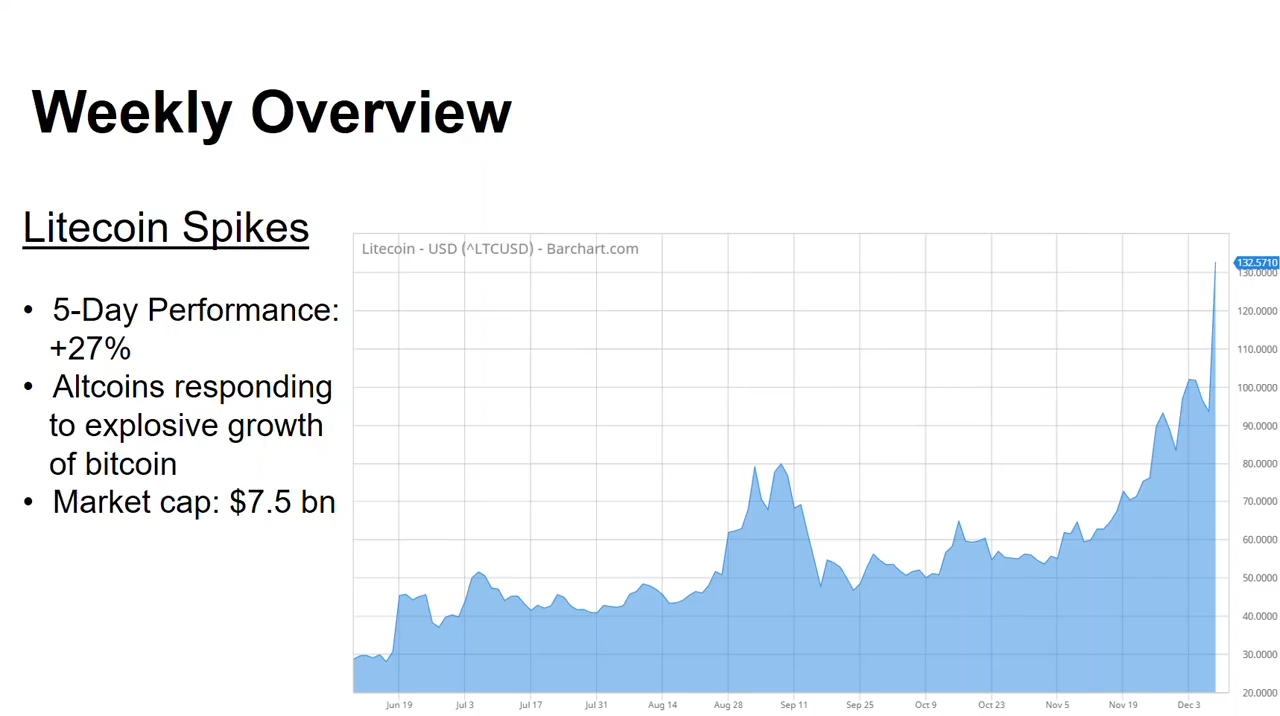 Weekly Overview
Litecoin Spikes
• 5-Day Performance:
+27%
• Altcoins responding
to explosive growth
of bitcoin
• Market cap: $7.5 bn
Litecoin - USD (^LTCUSD) - Barchart.com
132.5710
130.0000
120.0000
110.0000
100.0000
90.0000
80.0000
70.0000
60.0000
50.0000
40.0000
30.0000
20.0000
Jun 19 Jul 3 Jul 17 Jul 31 Aug 14 Aug 28 Sep 11 Sep 25 Oct 9 Oct 23 Nov 5 Nov 19 Dec 3